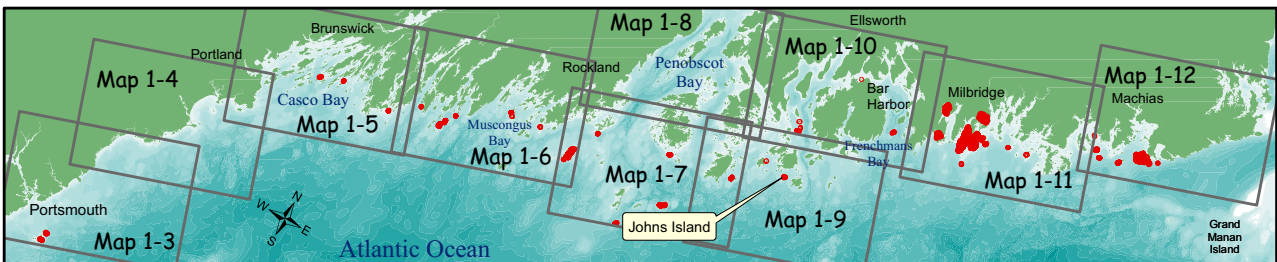 Map 1-8
Ellsworth
Brunswick
Map 1-10
Portland
Map 1-4
Penobscot
Bay
Rockland
Map 1-12
Bar
Harbor
Milbridge
Machias
Casco Bay
Map 1-5
Muscongus
Bay
Map 1-6
Frenchmans
Bay
Map 1-7
Map 1-11
Portsmouth
N
W
E
S
Map 1-3
Johns Island
Map 1-9
Atlantic Ocean
Grand
Manan
Island